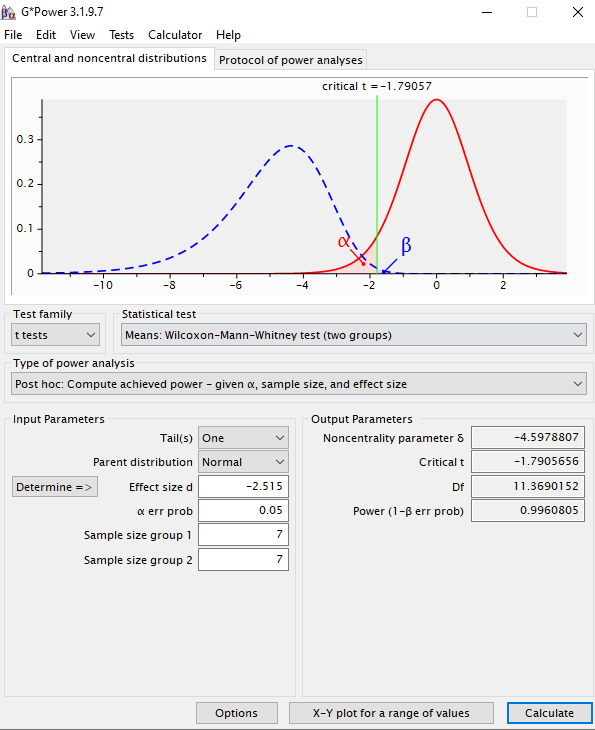 G*Power 3.1.9.7
File Edit View Tests Calculator Help
Central and noncentral distributions Protocol of power analyses
critical t = -1.79057
0.3
0.2
0.1
0
α
β
-10 -8 -6 -4 -2 0 2
Test family Statistical test
t tests Means: Wilcoxon-Mann-Whitney test (two groups)
Type of power analysis
Post hoc: Compute achieved power - given α, sample size, and effect size
Input Parameters Output Parameters
Tail(s) One Noncentrality parameter δ -4.5978807
Parent distribution Normal Critical t -1.7905656
Determine => Effect size d -2.515 Df 11.3690152
α err prob 0.05 Power (1-β err prob) 0.9960805
Sample size group 1 7
Sample size group 2 7
Options X-Y plot for a range of values Calculate